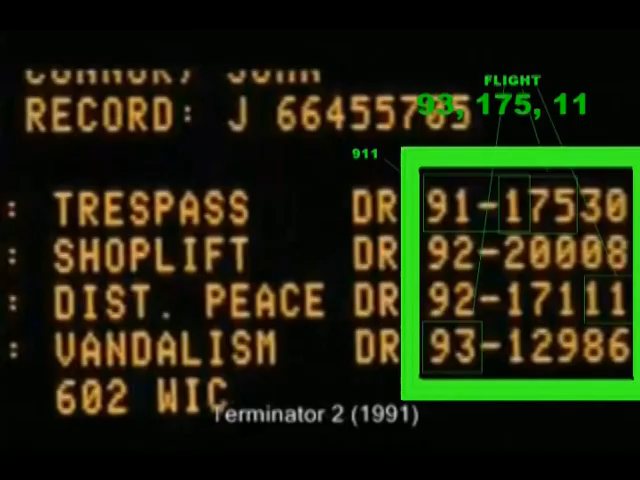 FLIGHT
93, 175, 11
911
RECORD: J 66455765
: TRESPASS DR 91-17530
: SHOPLIFT DR 92-20008
: DIST. PEACE DR 92-17111
: VANDALISM DR 93-12986
602 WIC
Terminator 2 (1991)